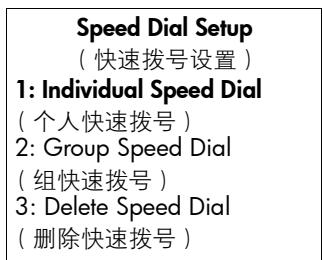 Speed Dial Setup
（快速拨号设置）
1: Individual Speed Dial
（个人快速拨号）
2: Group Speed Dial
（组快速拨号）
3: Delete Speed Dial
（删除快速拨号）